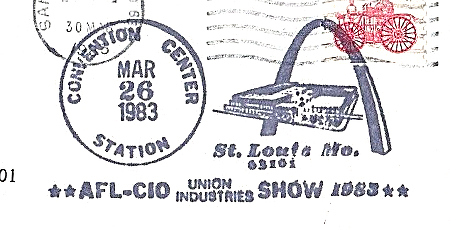 30 M
CONVENTION CENTER
MAR
26
1983
STATION
St. Louis Mo.
63101
01
★★AFL-CIO UNION INDUSTRIES SHOW 1983★★